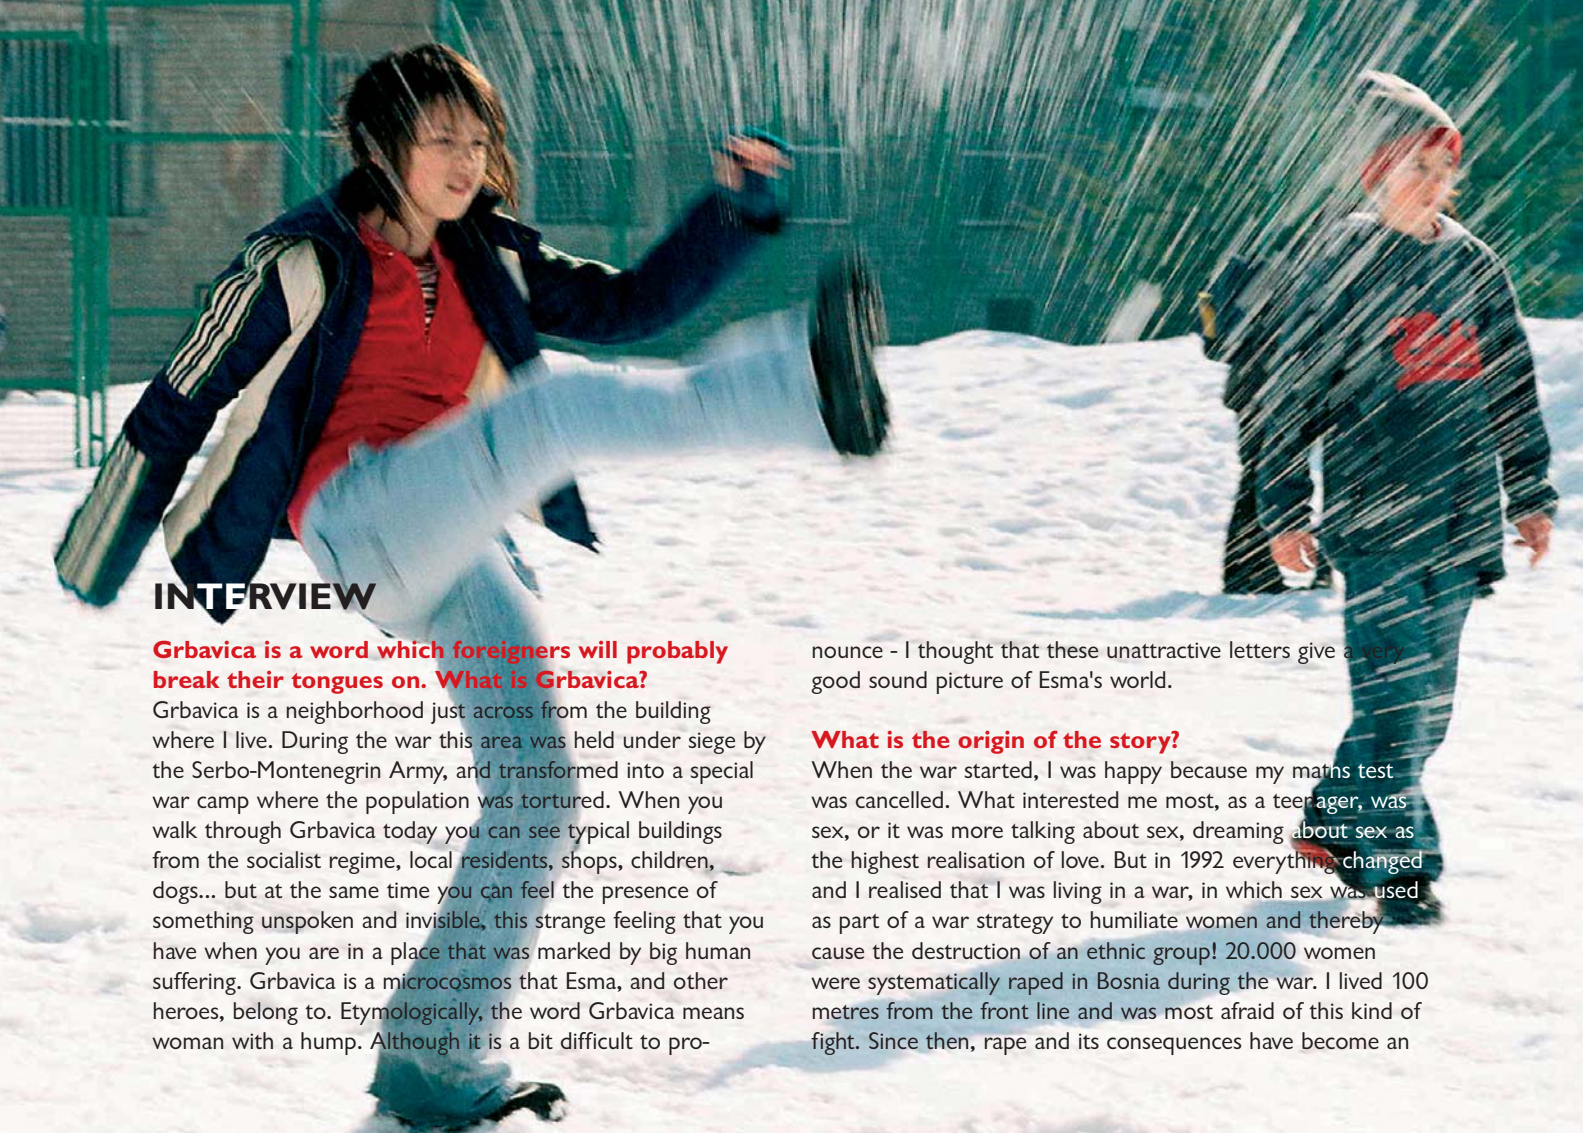 INTERVIEW
Grbavica is a word which foreigners will probably
break their tongues on. What is Grbavica?
Grbavica is a neighborhood just across from the building
where I live. During the war this area was held under siege by
the Serbo-Montenegrin Army, and transformed into a special
war camp where the population was tortured. When you
walk through Grbavica today you can see typical buildings
from the socialist regime, local residents, shops, children,
dogs... but at the same time you can feel the presence of
something unspoken and invisible, this strange feeling that you
have when you are in a place that was marked by big human
suffering. Grbavica is a microcosmos that Esma, and other
heroes, belong to. Etymologically, the word Grbavica means
woman with a hump. Although it is a bit difficult to pro-
nounce - I thought that these unattractive letters give a very
good sound picture of Esma's world.
What is the origin of the story?
When the war started, I was happy because my maths test
was cancelled. What interested me most, as a teenager, was
sex, or it was more talking about sex, dreaming about sex as
the highest realisation of love. But in 1992 everything changed
and I realised that I was living in a war, in which sex was used
as part of a war strategy to humiliate women and thereby
cause the destruction of an ethnic group! 20.000 women
were systematically raped in Bosnia during the war. I lived 100
metres from the front line and was most afraid of this kind of
fight. Since then, rape and its consequences have become an